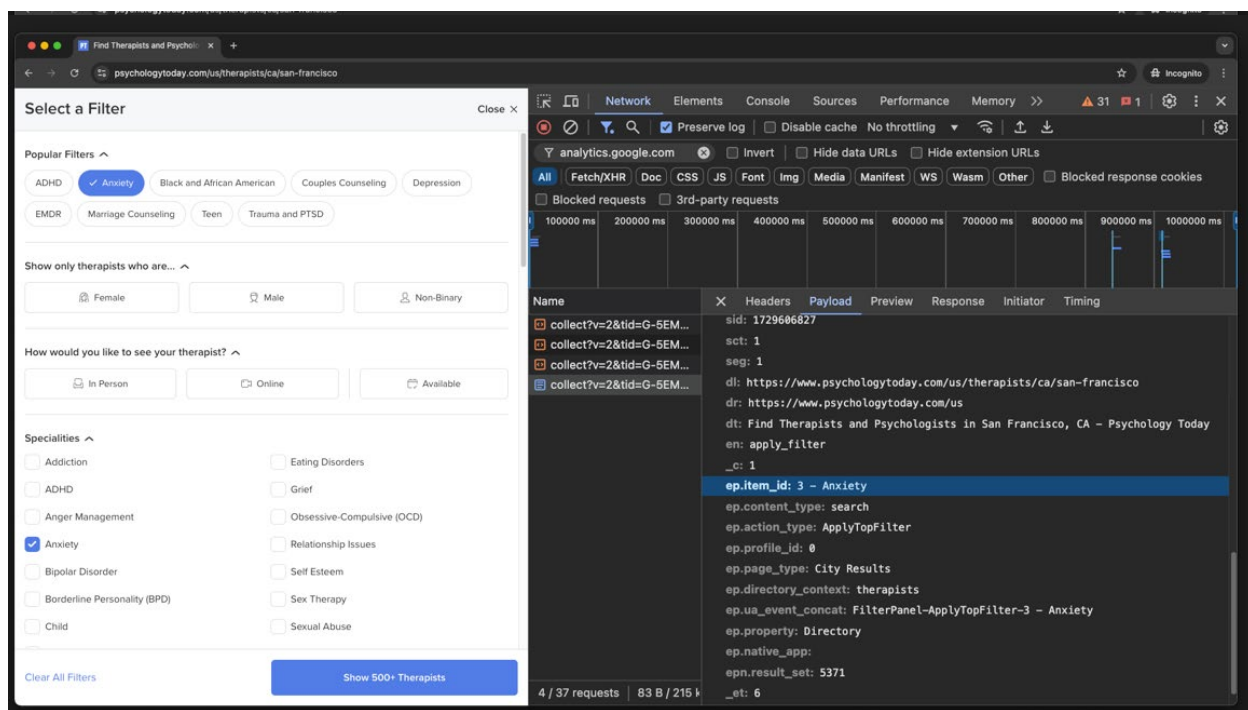 Find Therapists and Psycholo
psychologytoday.com/us/therapists/ca/san-francisco
Incognito
Select a Filter
Close ×
Popular Filters
ADHD
Anxiety
Black and African American
Couples Counseling
Depression
EMDR
Marriage Counseling
Teen
Trauma and PTSD
Show only therapists who are...
Female
Male
Non-Binary
How would you like to see your therapist?
In Person
Online
Available
Specialities
Addiction
Eating Disorders
ADHD
Grief
Anger Management
Obsessive-Compulsive (OCD)
Anxiety
Relationship Issues
Bipolar Disorder
Self Esteem
Borderline Personality (BPD)
Sex Therapy
Child
Sexual Abuse
Clear All Filters
Show 500+ Therapists
Network Elements Console Sources Performance Memory >> 31 1
Preserve log Disable cache No throttling
analytics.google.com Invert Hide data URLs Hide extension URLs
All Fetch/XHR Doc CSS JS Font Img Media Manifest WS Wasm Other Blocked response cookies
Blocked requests 3rd-party requests
100000 ms 200000 ms 300000 ms 400000 ms 500000 ms 600000 ms 700000 ms 800000 ms 900000 ms 1000000 ms
Name
collect?v=2&tid=G-5EM...
collect?v=2&tid=G-5EM...
collect?v=2&tid=G-5EM...
collect?v=2&tid=G-5EM...
4 / 37 requests 83 B / 215 k
Headers Payload Preview Response Initiator Timing
sid: 1729606827
sct: 1
seg: 1
dl: https://www.psychologytoday.com/us/therapists/ca/san-francisco
dr: https://www.psychologytoday.com/us
dt: Find Therapists and Psychologists in San Francisco, CA – Psychology Today
en: apply_filter
_c: 1
ep.item_id: 3 – Anxiety
ep.content_type: search
ep.action_type: ApplyTopFilter
ep.profile_id: 0
ep.page_type: City Results
ep.directory_context: therapists
ep.ua_event_concat: FilterPanel-ApplyTopFilter-3 – Anxiety
ep.property: Directory
ep.native_app:
epn.result_set: 5371
_et: 6